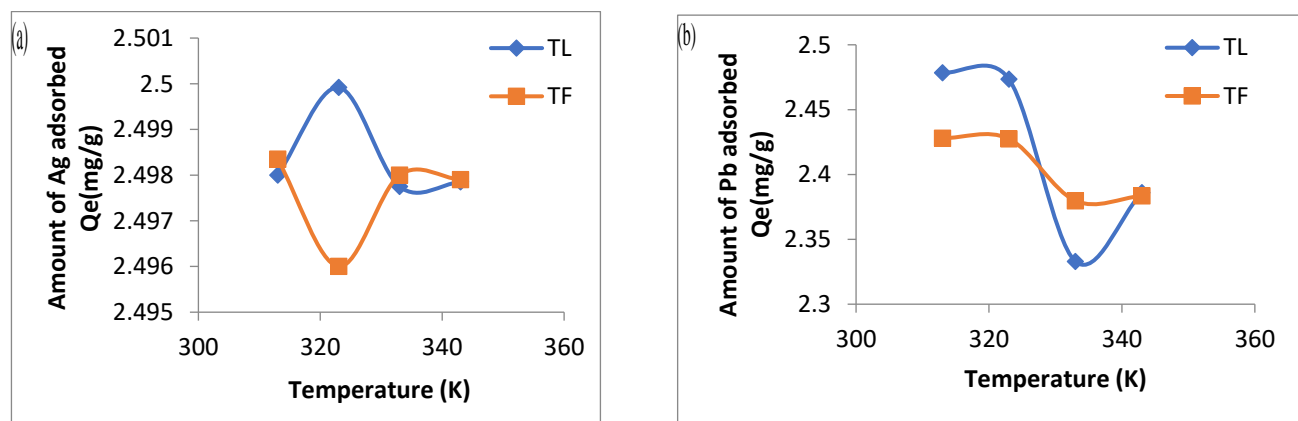 (a)
Amount of Ag adsorbed
Qe(mg/g)
2.501
2.5
2.499
2.498
2.497
2.496
2.495
300
320
340
360
Temperature (K)
TL
TF
(b)
Amount of Pb adsorbed
Qe(mg/g)
2.5
2.45
2.4
2.35
2.3
300
320
340
360
Temperature (K)
TL
TF